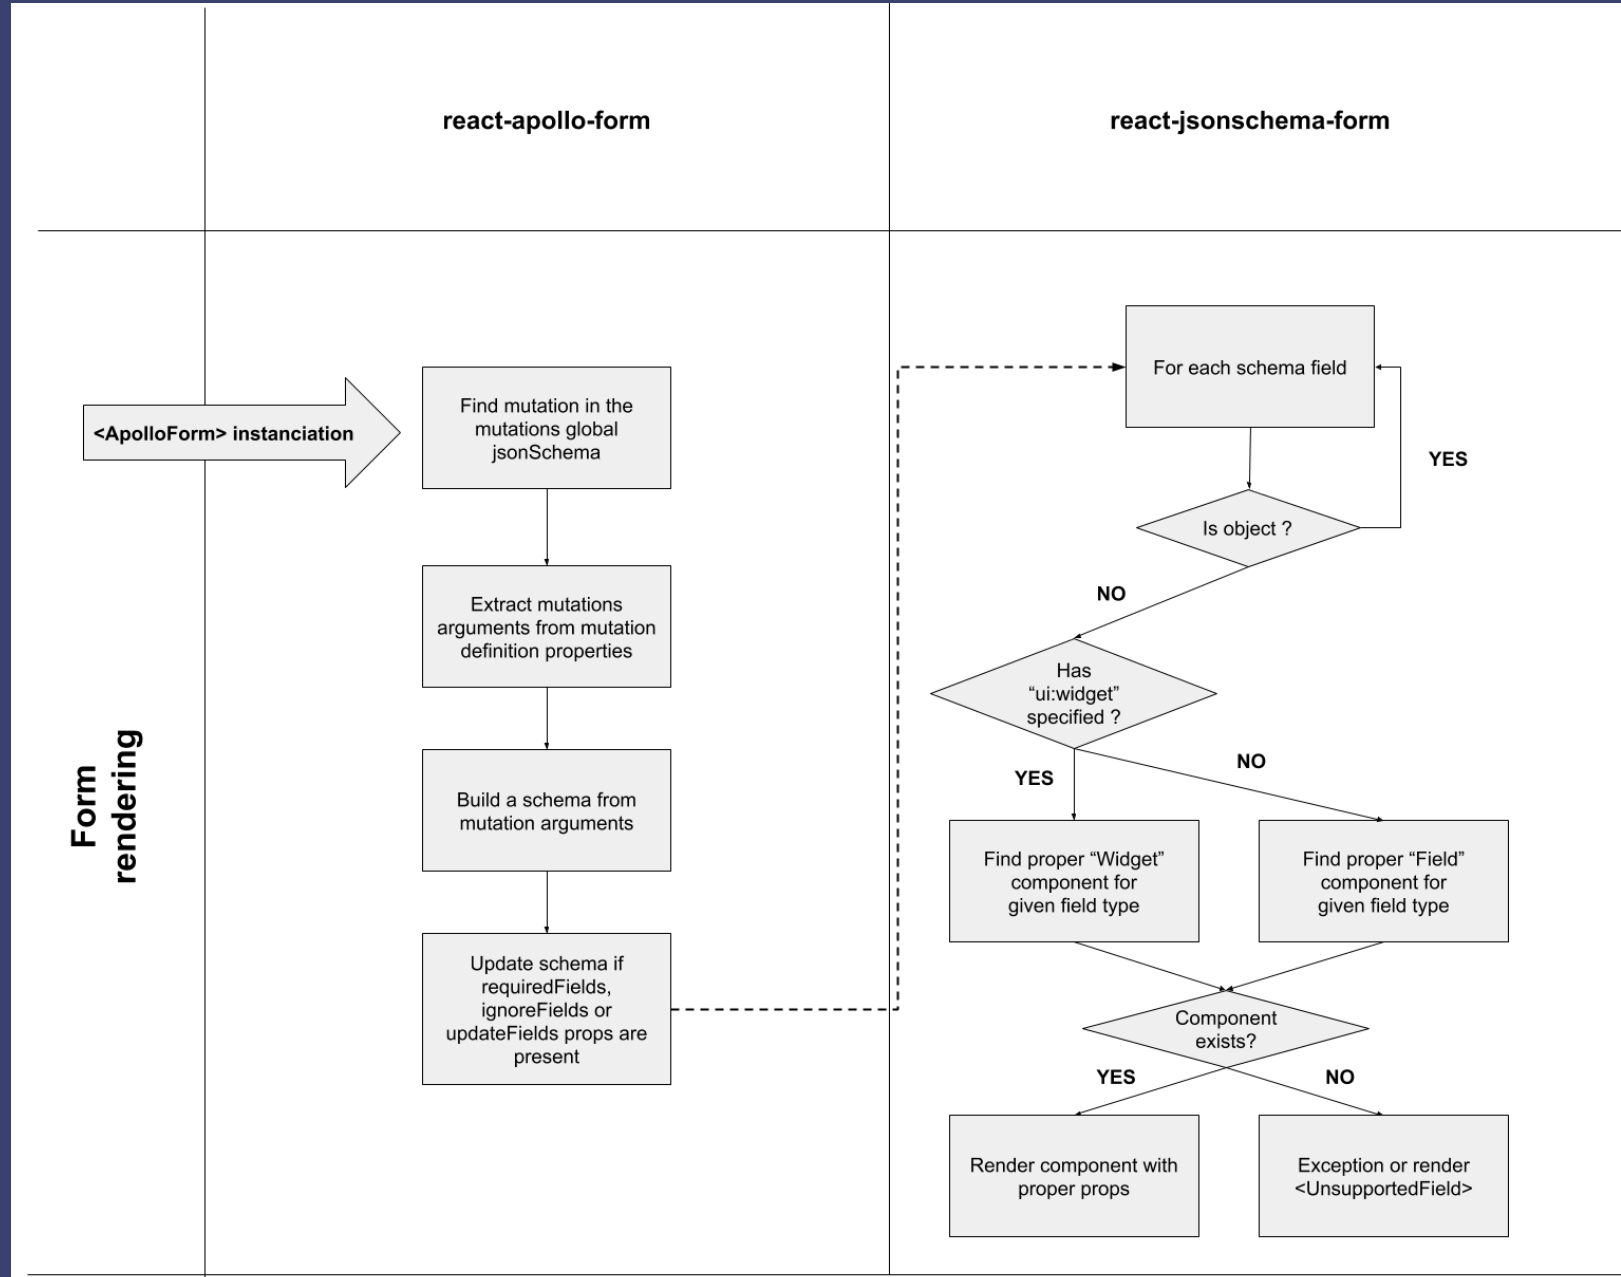 react-apollo-form
react-jsonschema-form
Form
rendering
<ApolloForm> instanciation
Find mutation in the
mutations global
jsonSchema
Extract mutations
arguments from mutation
definition properties
Build a schema from
mutation arguments
Update schema if
requiredFields,
ignoreFields or
updateFields props are
present
For each schema field
YES
Is object ?
NO
Has
“ui:widget”
specified ?
YES
NO
Find proper “Widget”
component for
given field type
Find proper “Field”
component for
given field type
Component
exists?
YES
NO
Render component with
proper props
Exception or render
<UnsupportedField>